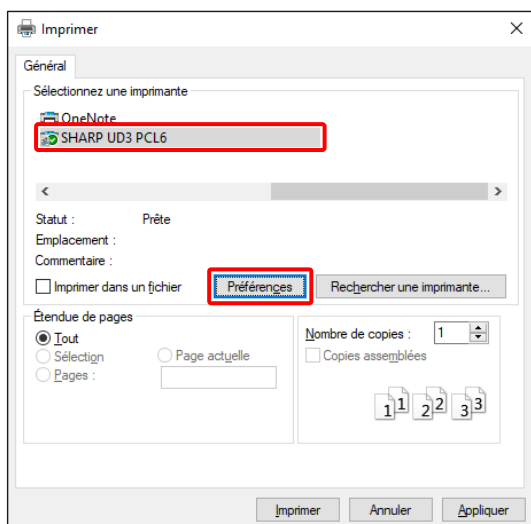 Imprimer
Général
Sélectionnez une imprimante
OneNote
SHARP UD3 PCL6
Statut : Prête
Emplacement :
Commentaire :
Imprimer dans un fichier Préférences Rechercher une imprimante...
Étendue de pages
Tout
Sélection Page actuelle
Pages :
Nombre de copies : 1
Copies assemblées
1 1 2 2 3 3
Imprimer Annuler Appliquer